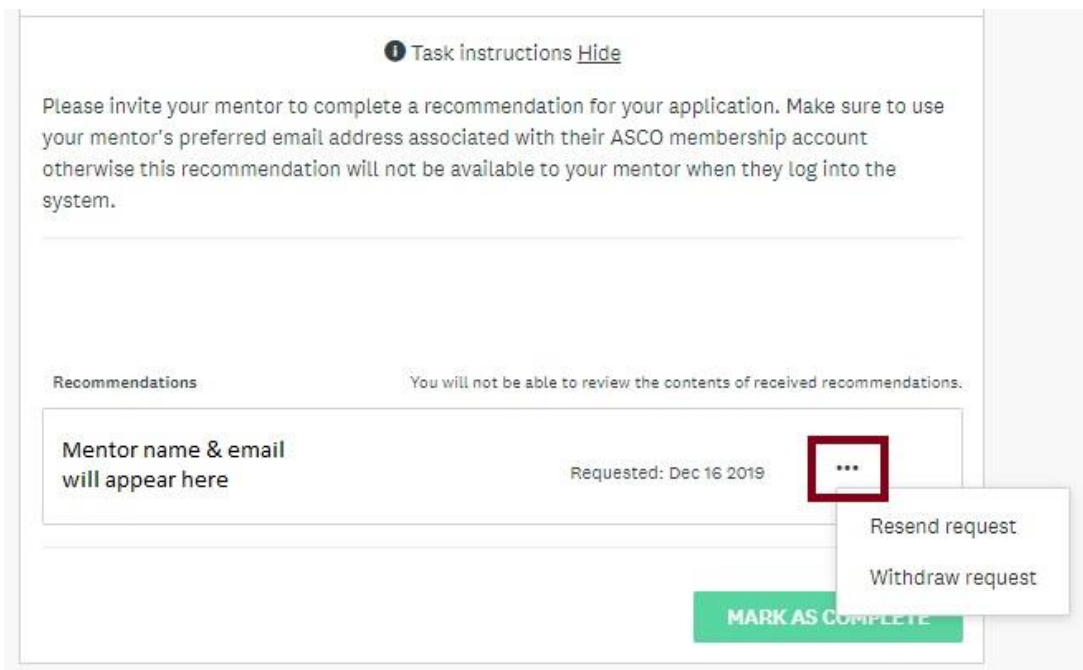 Task instructions Hide
Please invite your mentor to complete a recommendation for your application. Make sure to use
your mentor's preferred email address associated with their ASCO membership account
otherwise this recommendation will not be available to your mentor when they log into the
system.
Recommendations You will not be able to review the contents of received recommendations.
Mentor name & email
will appear here
Requested: Dec 16 2019
Resend request
Withdraw request
MARK AS COMPLETE